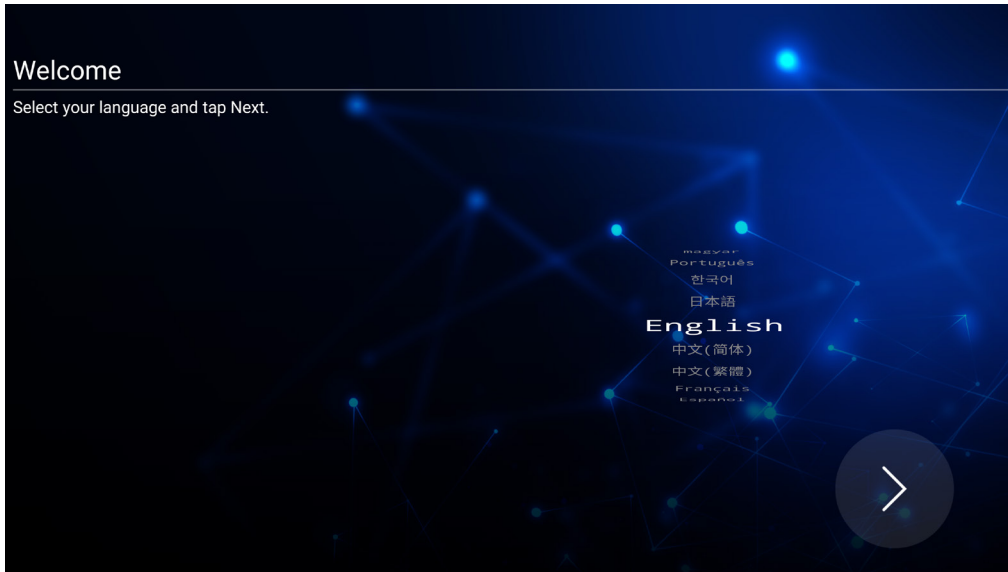 Welcome
Select your language and tap Next.
magyar
Português
한국어
日本語
English
中文(简体)
中文(繁體)
Français
Español